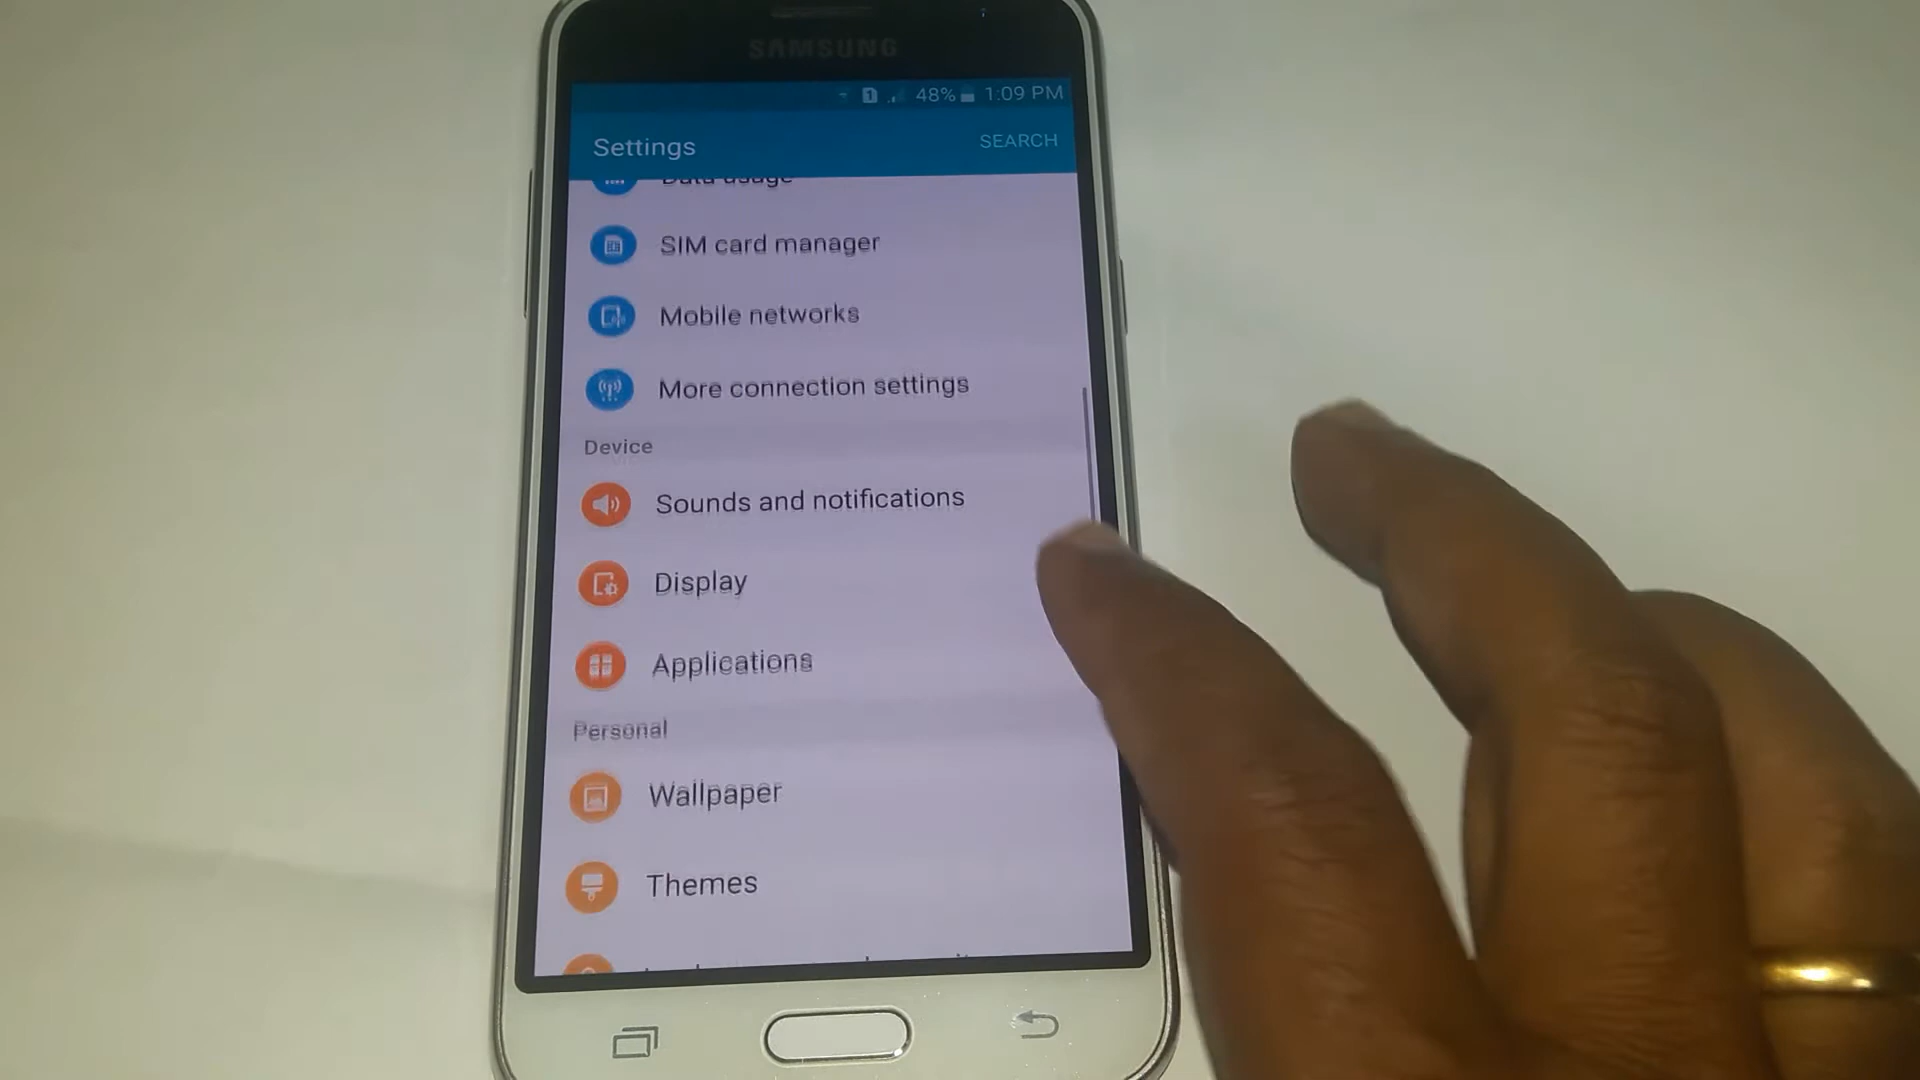 SAMSUNG
1 48% 1:09 PM
Settings
SEARCH
Data usage
SIM card manager
Mobile networks
More connection settings
Device
Sounds and notifications
Display
Applications
Personal
Wallpaper
Themes